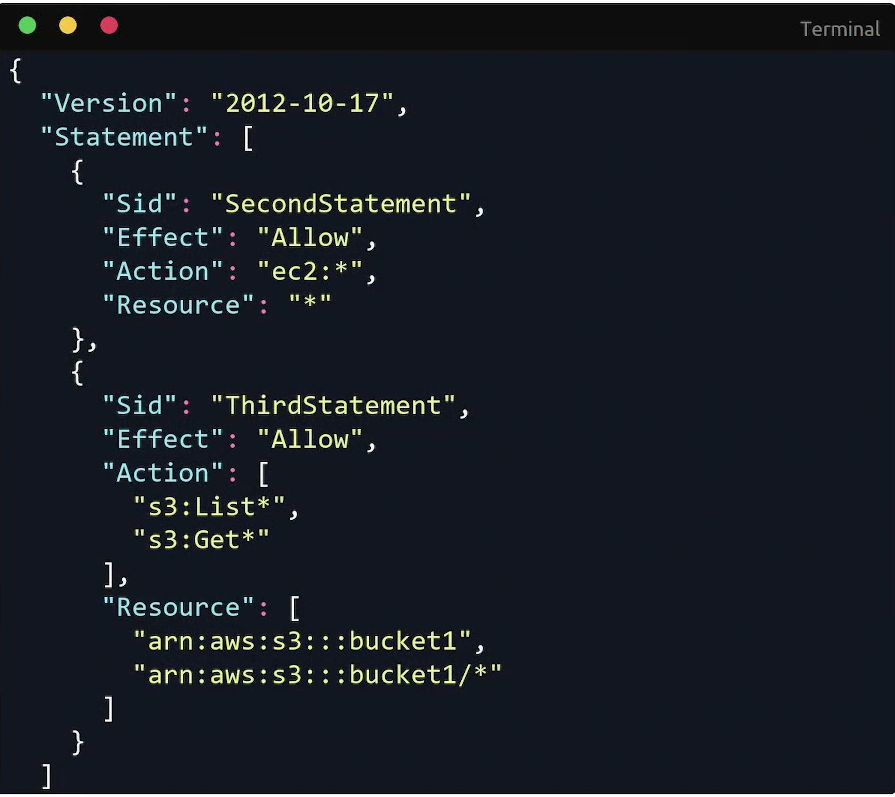 Terminal
{
  "Version": "2012-10-17",
  "Statement": [
    {
      "Sid": "SecondStatement",
      "Effect": "Allow",
      "Action": "ec2:*",
      "Resource": "*"
    },
    {
      "Sid": "ThirdStatement",
      "Effect": "Allow",
      "Action": [
        "s3:List*",
        "s3:Get*"
      ],
      "Resource": [
        "arn:aws:s3:::bucket1",
        "arn:aws:s3:::bucket1/*"
      ]
    }
  ]